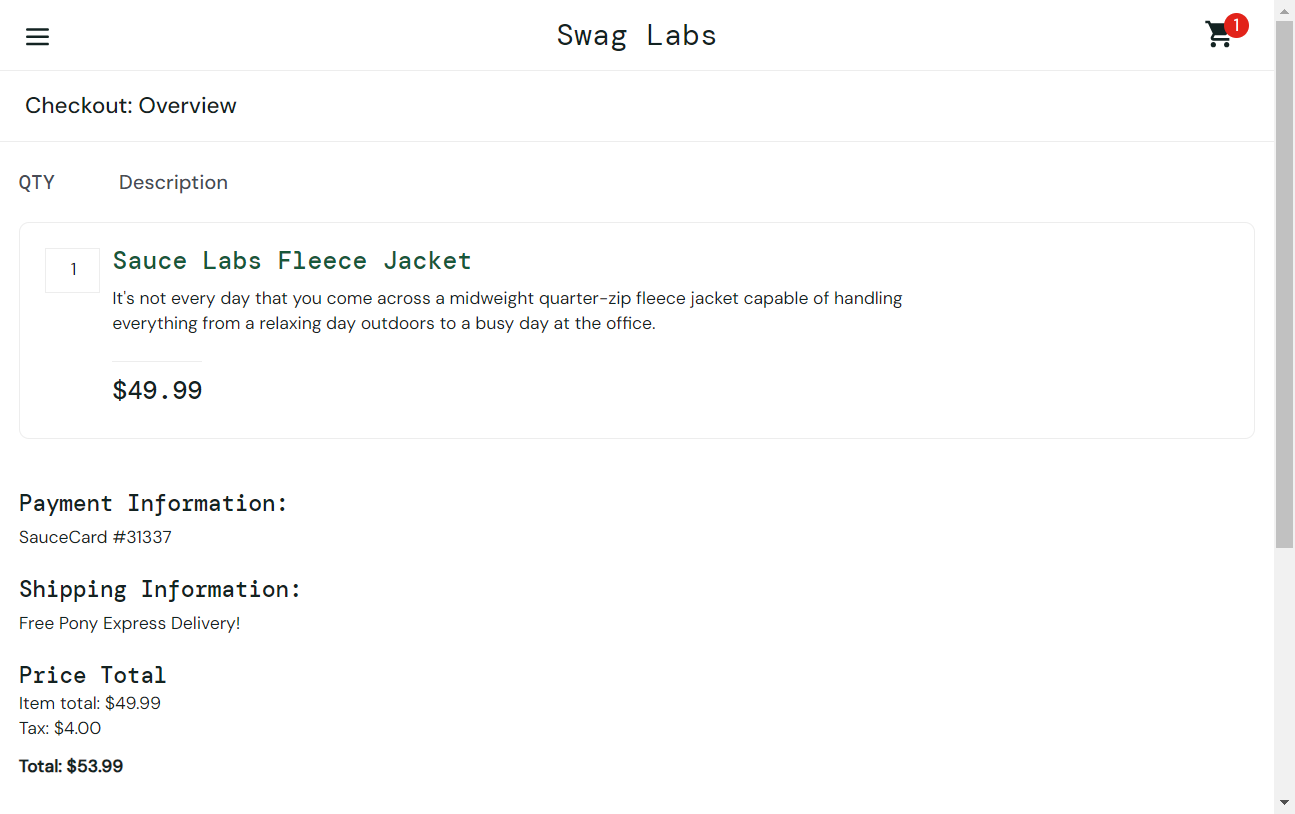 Swag Labs
1
Checkout: Overview
QTY Description
1
Sauce Labs Fleece Jacket
It's not every day that you come across a midweight quarter-zip fleece jacket capable of handling
everything from a relaxing day outdoors to a busy day at the office.
$49.99
Payment Information:
SauceCard #31337
Shipping Information:
Free Pony Express Delivery!
Price Total
Item total: $49.99
Tax: $4.00
Total: $53.99